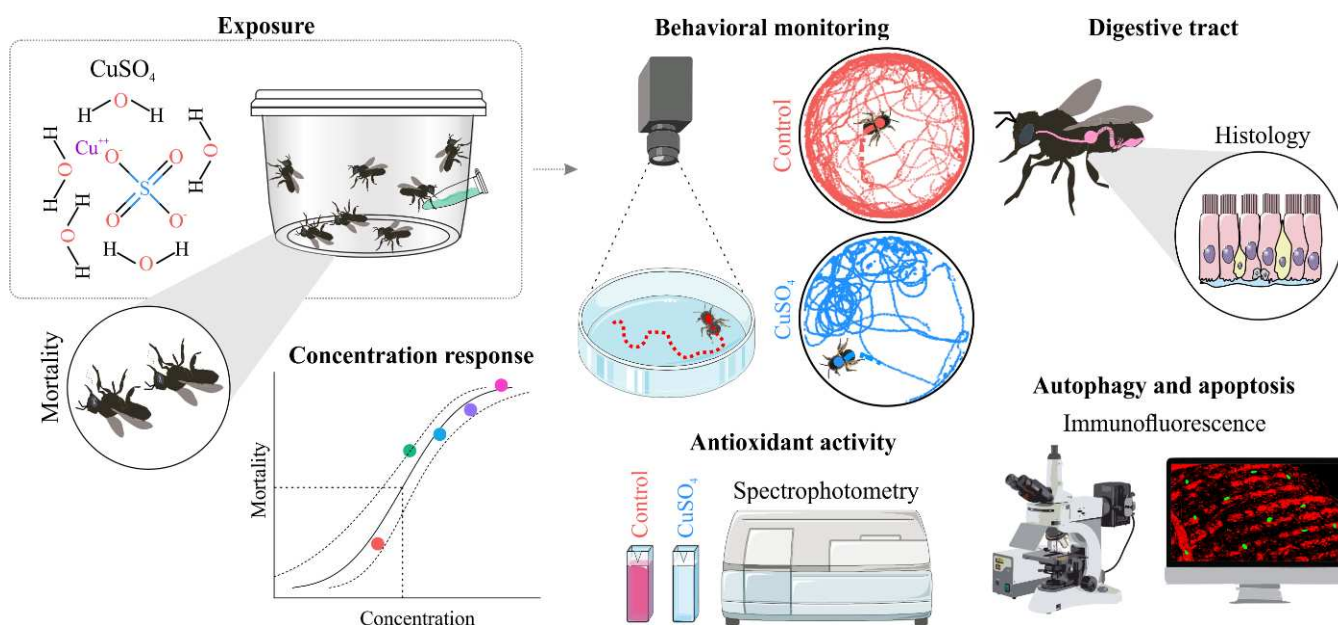 Exposure
CuSO₄
H
O
H
H
O
H
Cu⁺⁺
O⁻
O
S
O
O⁻
H
O
H
H
O
H
H
O
H
Mortality
Concentration response
Mortality
Concentration
Behavioral monitoring
Control
CuSO₄
Antioxidant activity
Control
CuSO₄
Spectrophotometry
Digestive tract
Histology
Autophagy and apoptosis
Immunofluorescence